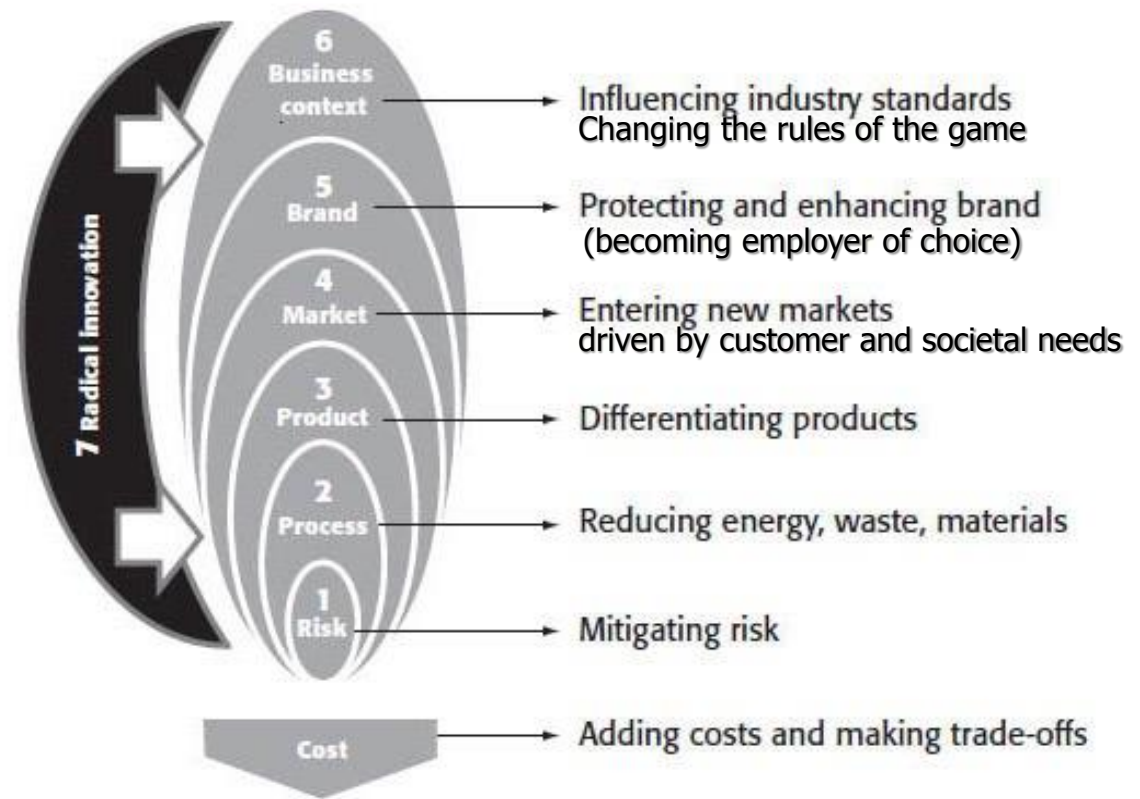 6
Business
context
Influencing industry standards
Changing the rules of the game
5
Brand
Protecting and enhancing brand
(becoming employer of choice)
4
Market
Entering new markets
driven by customer and societal needs
3
Product
Differentiating products
2
Process
Reducing energy, waste, materials
1
Risk
Mitigating risk
7 Radical innovation
Cost
Adding costs and making trade-offs